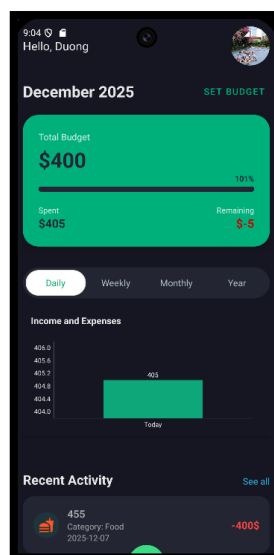 9:04
Hello, Duong
December 2025
SET BUDGET
Total Budget
$400
101%
Spent
Remaining
$405
$-5
Daily
Weekly
Monthly
Year
Income and Expenses
406.0
405.6
405.2
404.8
404.4
404.0
405
Today
Recent Activity
See all
455
Category: Food
2025-12-07
-400$